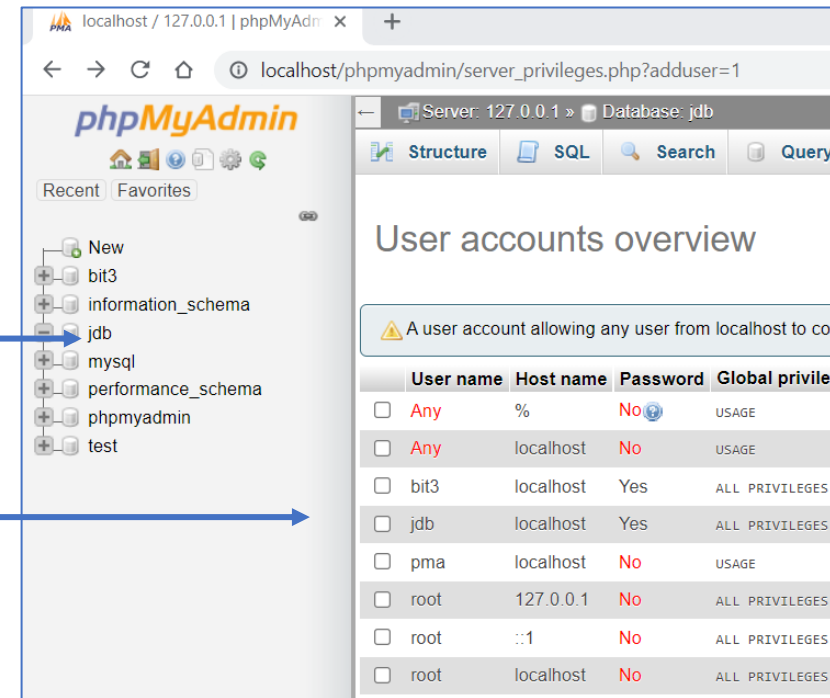 localhost / 127.0.0.1 | phpMyAdm
localhost/phpmyadmin/server_privileges.php?adduser=1
phpMyAdmin
Recent Favorites
New
bit3
information_schema
jdb
mysql
performance_schema
phpmyadmin
test
Server: 127.0.0.1 » Database: jdb
Structure SQL Search Query
User accounts overview
A user account allowing any user from localhost to co
User name Host name Password Global privile
Any % No USAGE
Any localhost No USAGE
bit3 localhost Yes ALL PRIVILEGES
jdb localhost Yes ALL PRIVILEGES
pma localhost No USAGE
root 127.0.0.1 No ALL PRIVILEGES
root ::1 No ALL PRIVILEGES
root localhost No ALL PRIVILEGES